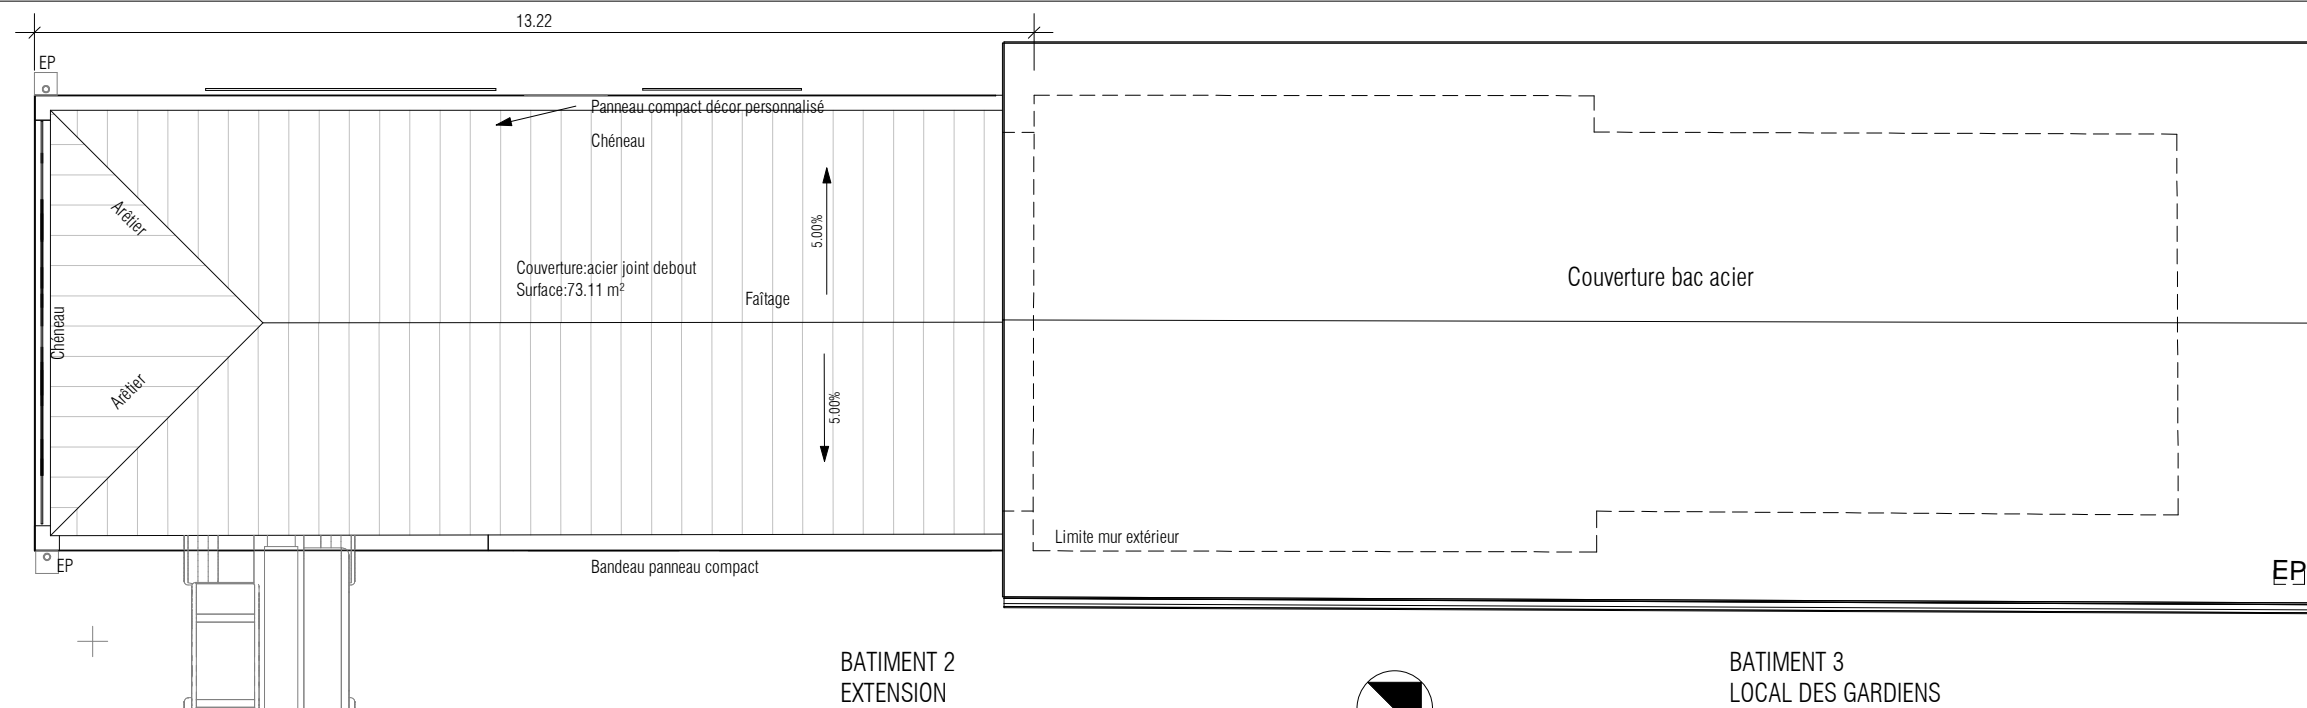 13.22
EP
Panneau compact décor personnalisé
Chéneau
Arêtier
5.00%
Couverture:acier joint debout
Surface:73.11 m²
Faîtage
Couverture bac acier
Chéneau
Arêtier
5.00%
Limite mur extérieur
EP
Bandeau panneau compact
EP
BATIMENT 2
EXTENSION
BATIMENT 3
LOCAL DES GARDIENS